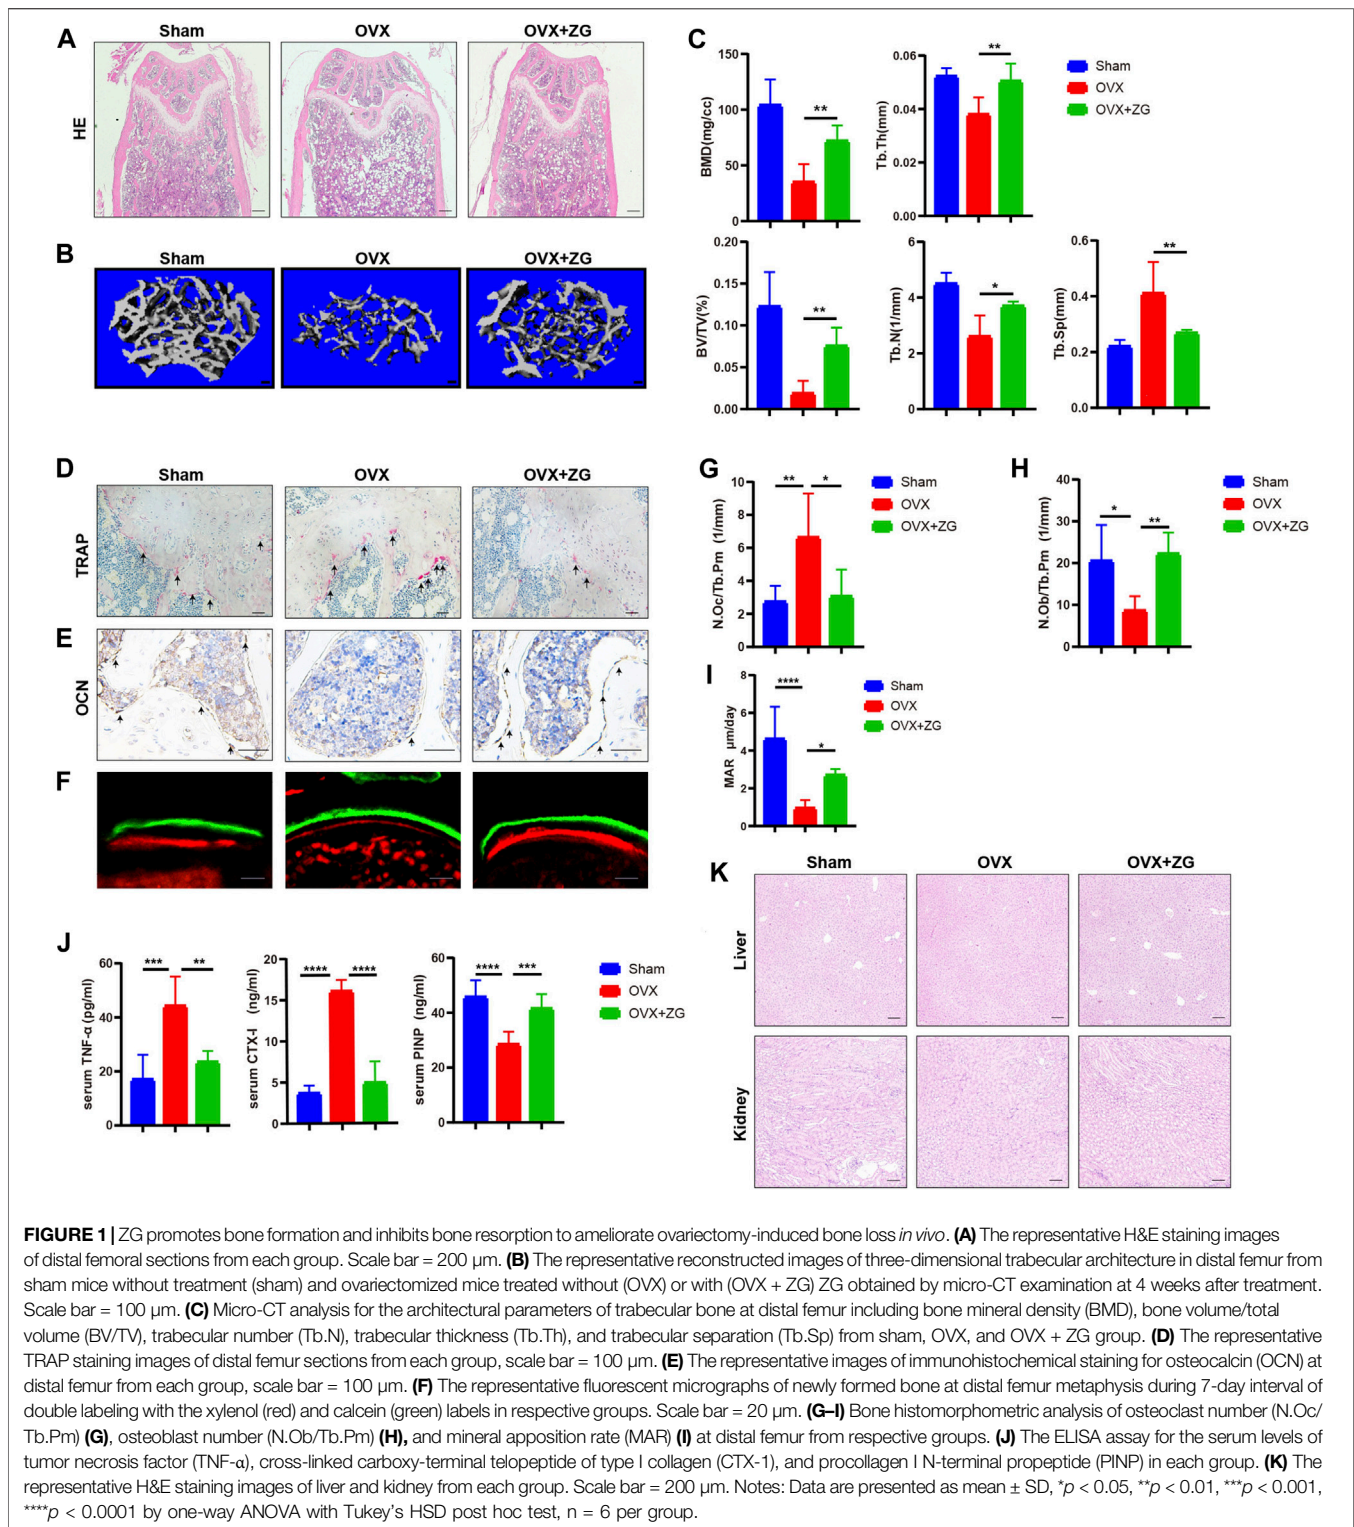 A
Sham
OVX
OVX+ZG
HE
B
Sham
OVX
OVX+ZG
C
BMD(mg/cc)
150
100
50
0
**
Tb.Th(mm)
0.06
0.04
0.02
0.00
**
Sham
OVX
OVX+ZG
BV/TV(%)
0.20
0.15
0.10
0.05
0.00
**
Tb.N(1/mm)
6
4
2
0
*
Tb.Sp(mm)
0.6
0.4
0.2
0.0
**
D
Sham
OVX
OVX+ZG
TRAP
E
OCN
F
G
N.Oc/Tb.Pm (1/mm)
10
8
6
4
2
0
**
*
Sham
OVX
OVX+ZG
H
N.Ob/Tb.Pm (1/mm)
40
30
20
10
0
*
**
Sham
OVX
OVX+ZG
I
MAR μm/day
8
6
4
2
0
****
*
Sham
OVX
OVX+ZG
J
serum TNF-α (pg/ml)
60
40
20
0
***
**
serum CTX-I (ng/ml)
20
15
10
5
0
****
****
serum PINP (ng/ml)
60
40
20
0
****
***
Sham
OVX
OVX+ZG
K
Sham
OVX
OVX+ZG
Liver
Kidney
FIGURE 1 | ZG promotes bone formation and inhibits bone resorption to ameliorate ovariectomy-induced bone loss in vivo. (A) The representative H&E staining images
of distal femoral sections from each group. Scale bar = 200 μm. (B) The representative reconstructed images of three-dimensional trabecular architecture in distal femur from
sham mice without treatment (sham) and ovariectomized mice treated without (OVX) or with (OVX + ZG) ZG obtained by micro-CT examination at 4 weeks after treatment.
Scale bar = 100 μm. (C) Micro-CT analysis for the architectural parameters of trabecular bone at distal femur including bone mineral density (BMD), bone volume/total
volume (BV/TV), trabecular number (Tb.N), trabecular thickness (Tb.Th), and trabecular separation (Tb.Sp) from sham, OVX, and OVX + ZG group. (D) The representative
TRAP staining images of distal femur sections from each group, scale bar = 100 μm. (E) The representative images of immunohistochemical staining for osteocalcin (OCN) at
distal femur from each group, scale bar = 100 μm. (F) The representative fluorescent micrographs of newly formed bone at distal femur metaphysis during 7-day interval of
double labeling with the xylenol (red) and calcein (green) labels in respective groups. Scale bar = 20 μm. (G–I) Bone histomorphometric analysis of osteoclast number (N.Oc/
Tb.Pm) (G), osteoblast number (N.Ob/Tb.Pm) (H), and mineral apposition rate (MAR) (I) at distal femur from respective groups. (J) The ELISA assay for the serum levels of
tumor necrosis factor (TNF-α), cross-linked carboxy-terminal telopeptide of type I collagen (CTX-1), and procollagen I N-terminal propeptide (PINP) in each group. (K) The
representative H&E staining images of liver and kidney from each group. Scale bar = 200 μm. Notes: Data are presented as mean ± SD, *p < 0.05, **p < 0.01, ***p < 0.001,
****p < 0.0001 by one-way ANOVA with Tukey's HSD post hoc test, n = 6 per group.